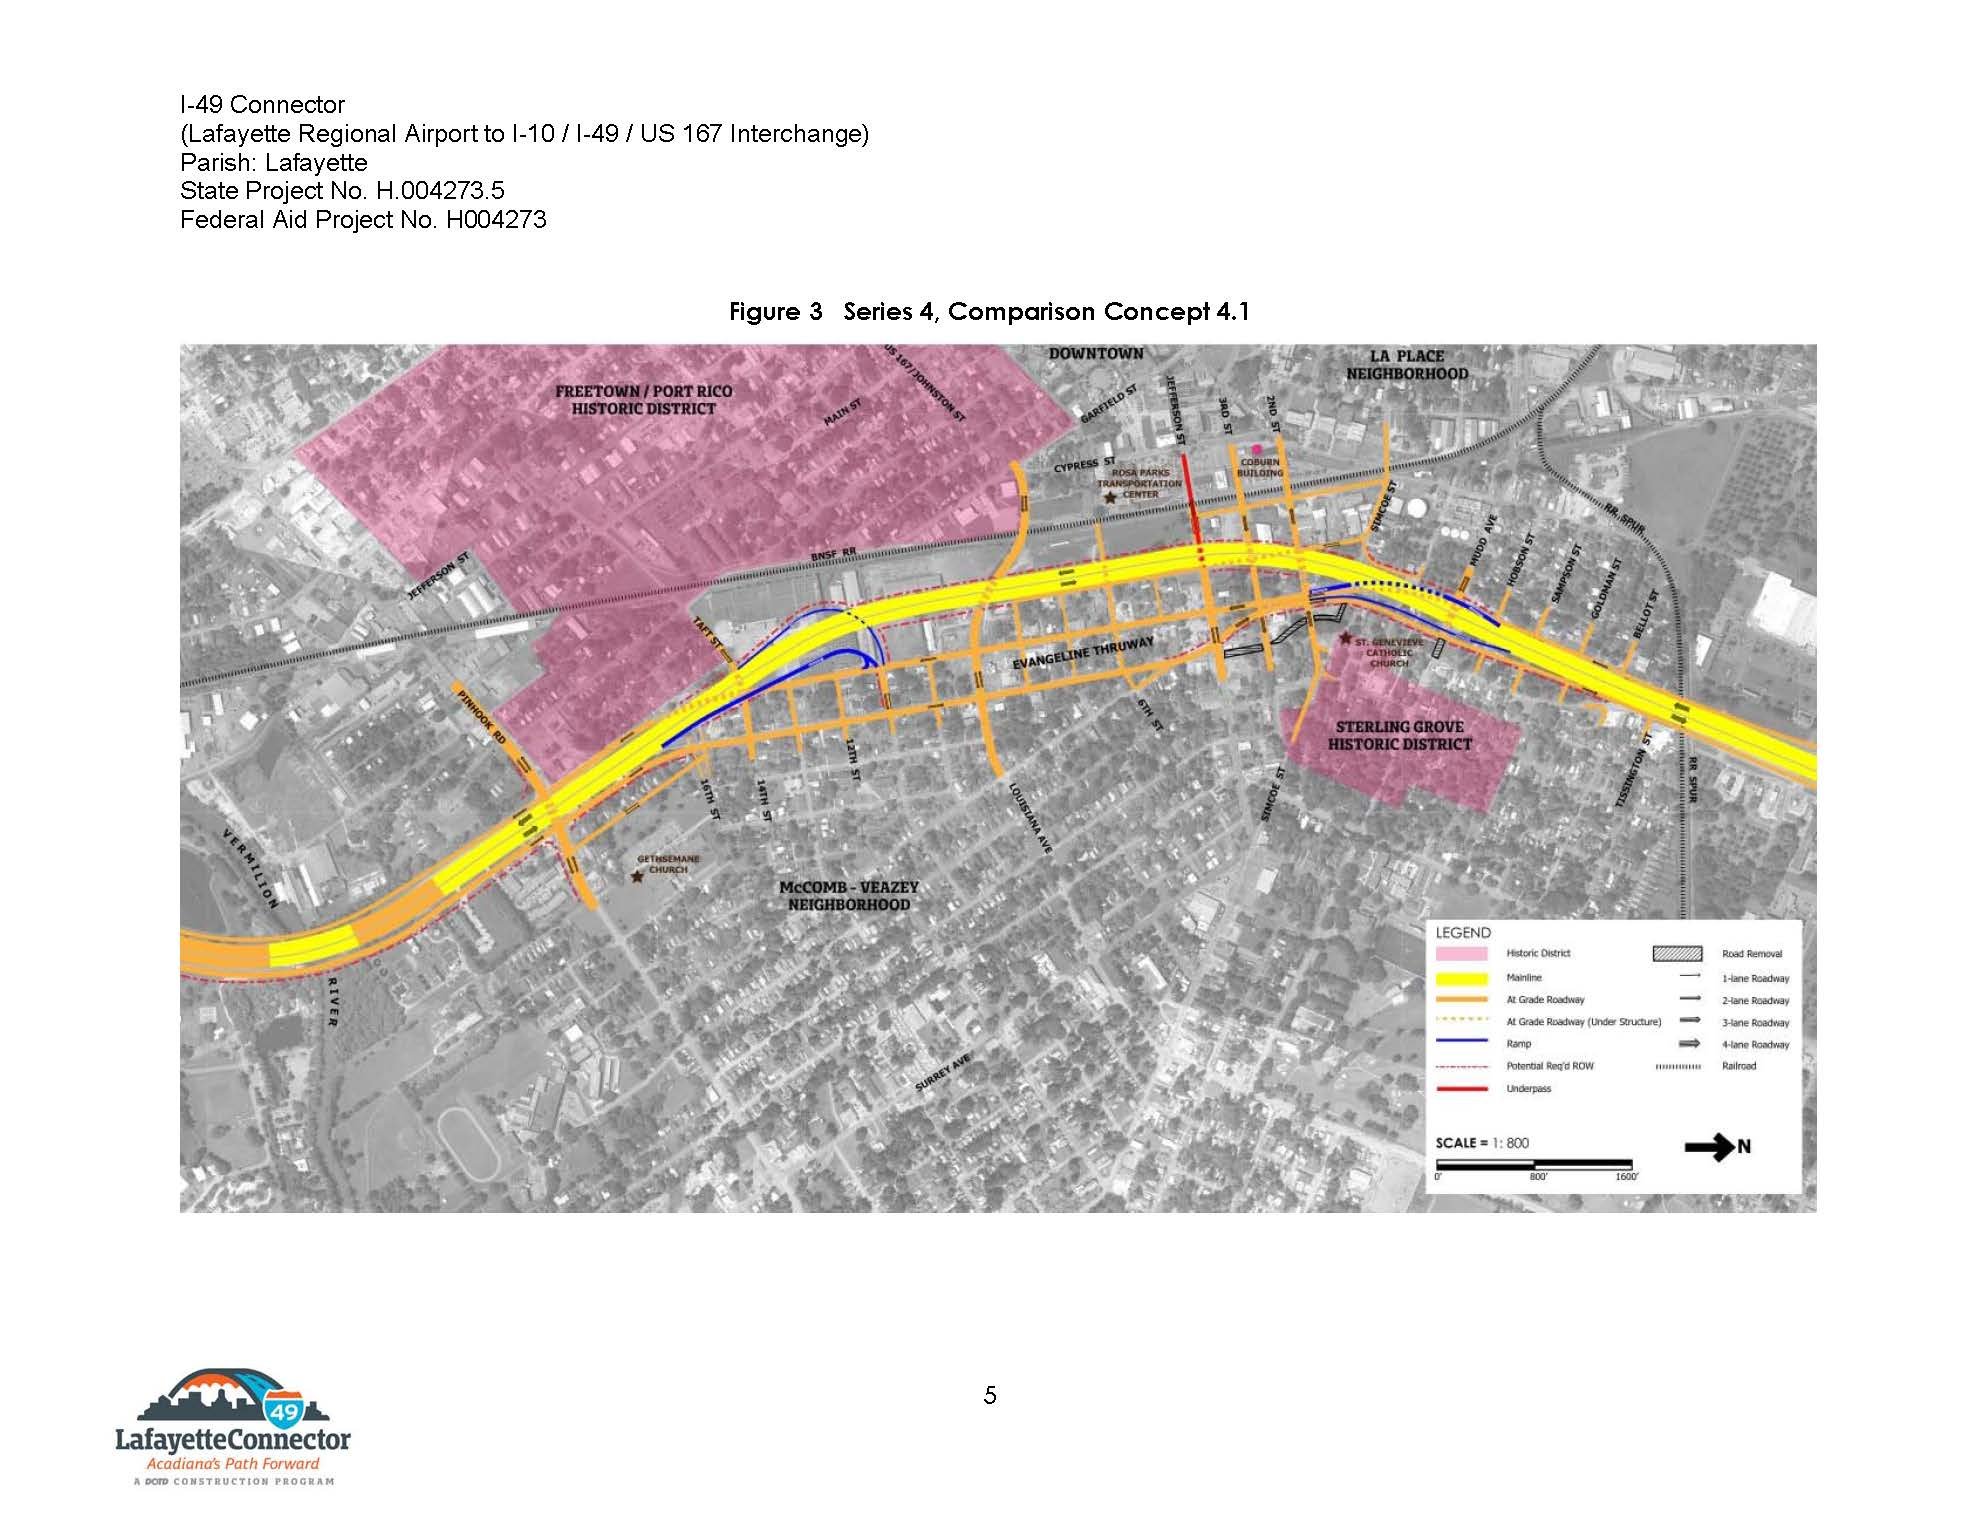 I-49 Connector
(Lafayette Regional Airport to I-10 / I-49 / US 167 Interchange)
Parish: Lafayette
State Project No. H.004273.5
Federal Aid Project No. H004273
Figure 3 Series 4, Comparison Concept 4.1
DOWNTOWN
LA PLACE
NEIGHBORHOOD
FREETOWN / PORT RICO
HISTORIC DISTRICT
US 167/JOHNSTON ST
MAIN ST
GARFIELD ST
JEFFERSON ST
3RD ST
2ND ST
CYPRESS ST
ROSA PARKS
TRANSPORTATION
CENTER
COBURN
BUILDING
SIMCOE ST
RR SPUR
MUDD AVE
HOBSON ST
SAMPSON ST
GOLDMAN ST
BELLOT ST
BNSF RR
JEFFERSON ST
TAFT ST
EVANGELINE THRUWAY
ST. GENEVIEVE
CATHOLIC
CHURCH
PINHOOK RD
6TH ST
STERLING GROVE
HISTORIC DISTRICT
12TH ST
14TH ST
16TH ST
LOUISIANA AVE
SIMCOE ST
TISSINGTON ST
RR SPUR
VERMILION
RIVER
GETHSEMANE
CHURCH
McCOMB - VEAZEY
NEIGHBORHOOD
SURREY AVE
LEGEND
Historic District
Mainline
At Grade Roadway
At Grade Roadway (Under Structure)
Ramp
Potential Req'd ROW
Underpass
Road Removal
1-lane Roadway
2-lane Roadway
3-lane Roadway
4-lane Roadway
Railroad
SCALE = 1: 800
0' 800' 1600'
N
49
LafayetteConnector
Acadiana's Path Forward
A DOTD CONSTRUCTION PROGRAM
5